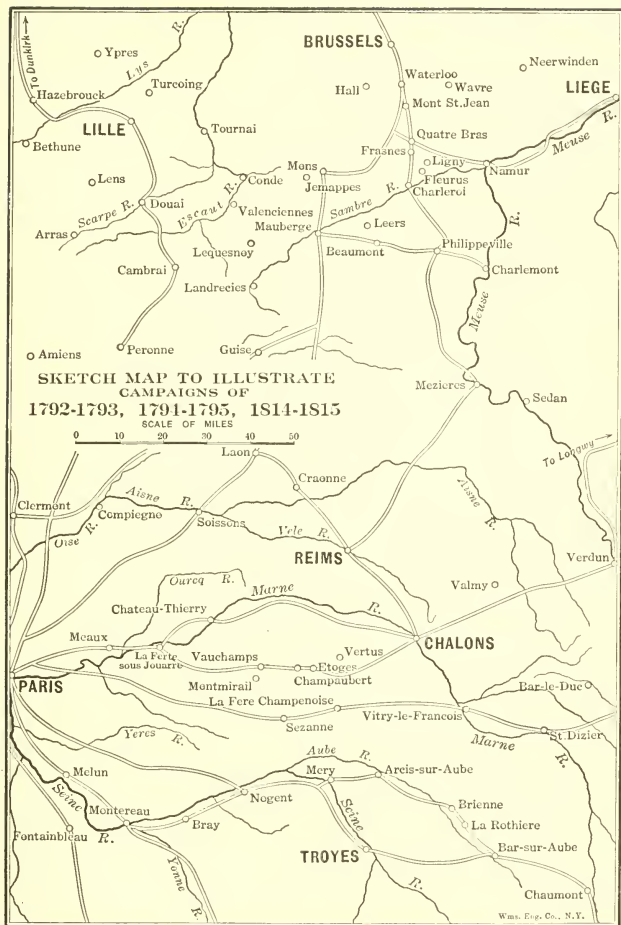 To Dunkirk
Ypres
Lys R.
BRUSSELS
Neerwinden
Hazebrouck
Turcoing
Hall
Waterloo
Wavre
LIEGE
Mont St. Jean
LILLE
Tournai
Quatre Bras
Meuse R.
Bethune
Frasnes
Ligny
Namur
Lens
Mons
Conde
Jemappes
Fleurus
Charleroi
Scarpe R.
Douai
Escaut R.
Valenciennes
Sambre R.
Leers
Arras
Mauberge
Philippeville
Lequesnoy
Beaumont
Charlemont
Cambrai
Landrecies
Meuse R.
Amiens
Peronne
Guise
SKETCH MAP TO ILLUSTRATE
CAMPAIGNS OF
1792-1793, 1794-1795, 1814-1815
SCALE OF MILES
0 10 20 30 40 50
Mezieres
Sedan
Laon
To Longwy
Craonne
Clermont
Aisne R.
Compiegno
Soissons
Aisne R.
Oise R.
Vele R.
REIMS
Verdun
Ourcq R.
Valmy
Marne R.
Chateau-Thierry
Meaux
CHALONS
La Ferte
sous Jouarre
Vauchamps
Vertus
Etoges
Champaubert
PARIS
Montmirail
Bar-le-Duc
La Fere Champenoise
Vitry-le-Francois
Sezanne
St. Dizier
Marne R.
Yeres R.
Aube R.
Melun
Mery
Arcis-sur-Aube
Seine R.
Montereau
Nogent
Brienne
Bray
Seine R.
La Rothiere
Fontainbleau
TROYES
Bar-sur-Aube
Yonne R.
Chaumont
Wms. Eng. Co., N.Y.